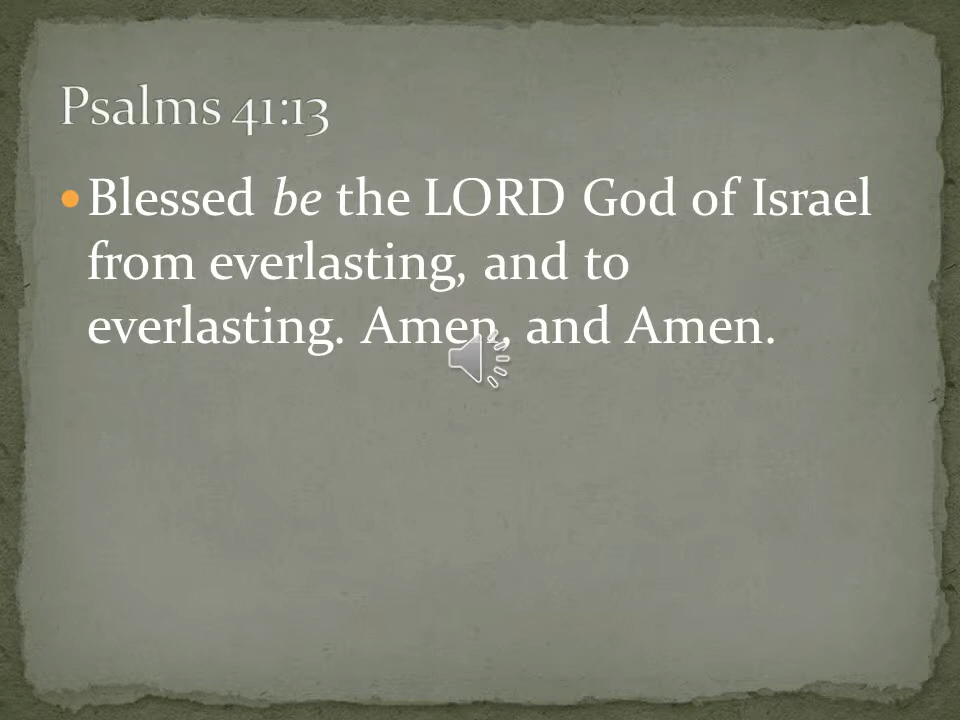 Psalms 41:13
Blessed be the LORD God of Israel
from everlasting, and to
everlasting. Amen, and Amen.